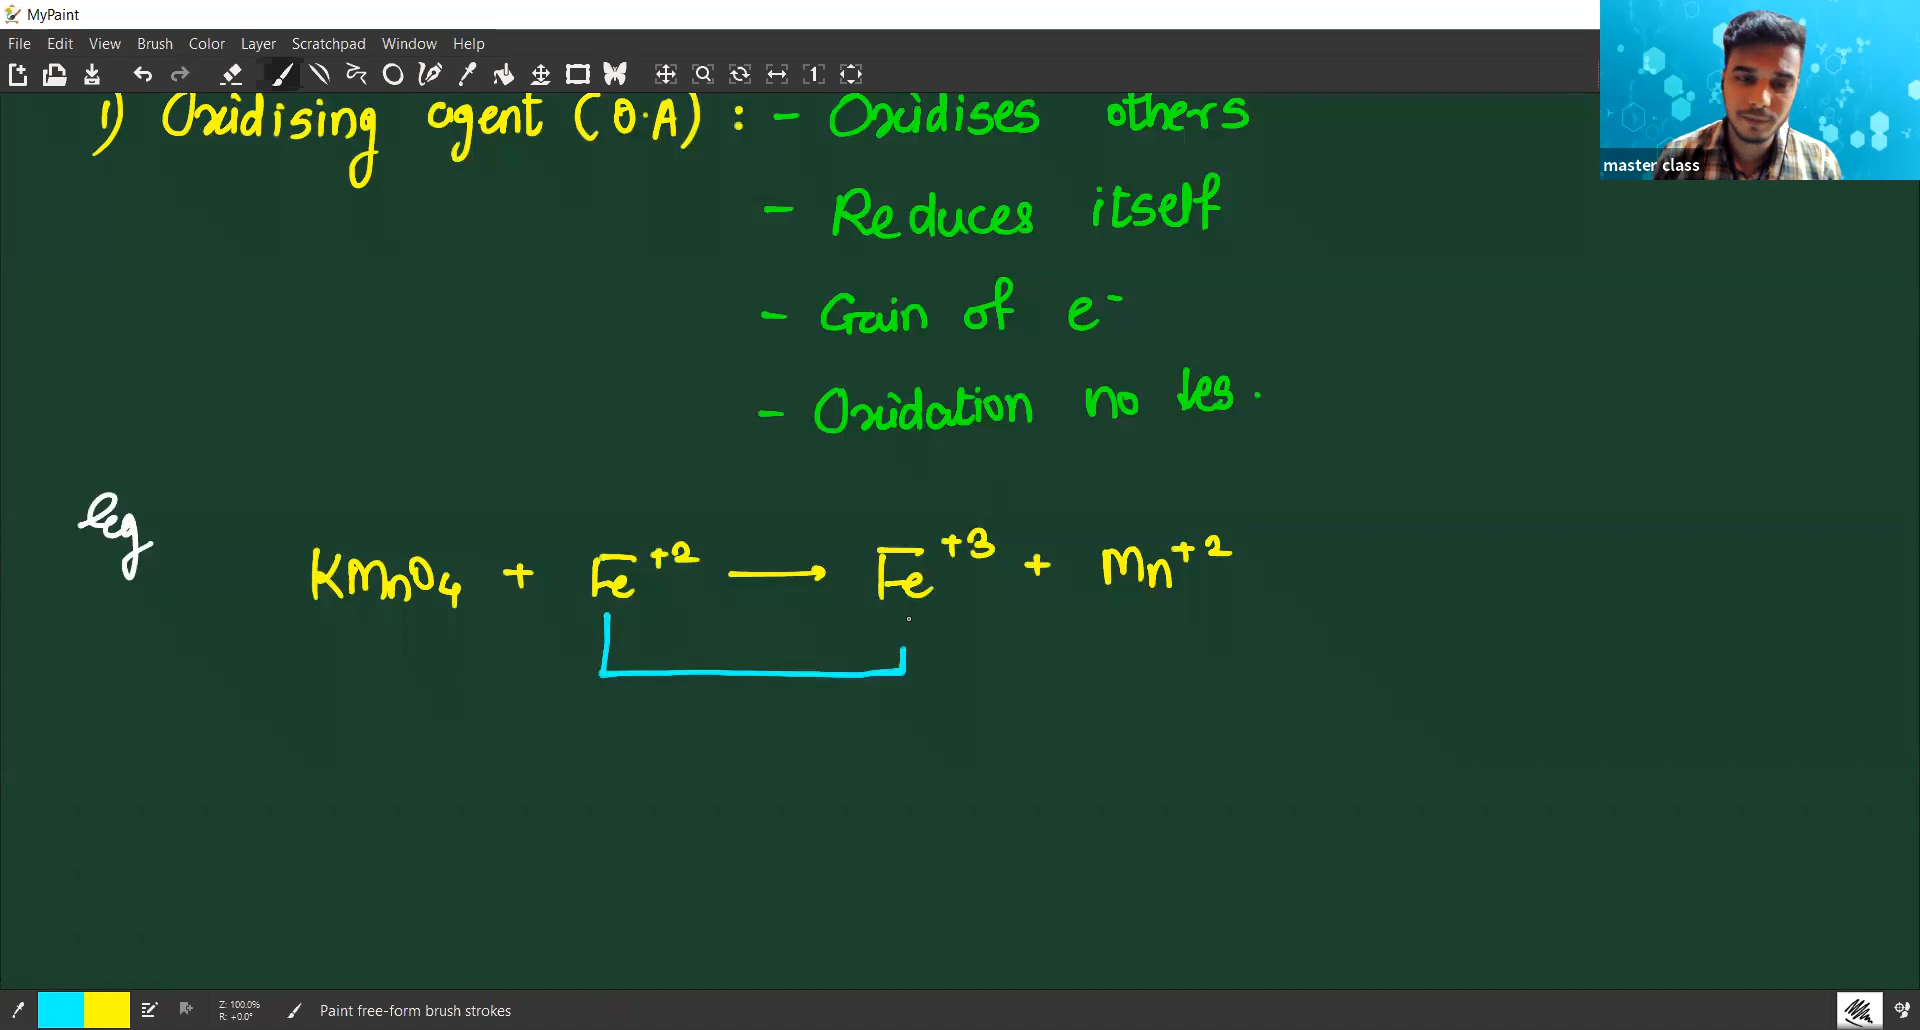 MyPaint
File Edit View Brush Color Layer Scratchpad Window Help
master class
1) Oxidising agent (O.A) : - Oxidises others
- Reduces itself
- Gain of e⁻
- Oxidation no ↓es.
eg
KMnO₄ + Fe⁺² ⟶ Fe⁺³ + Mn⁺²
Z: 100.0%
R: +0.0°
Paint free-form brush strokes